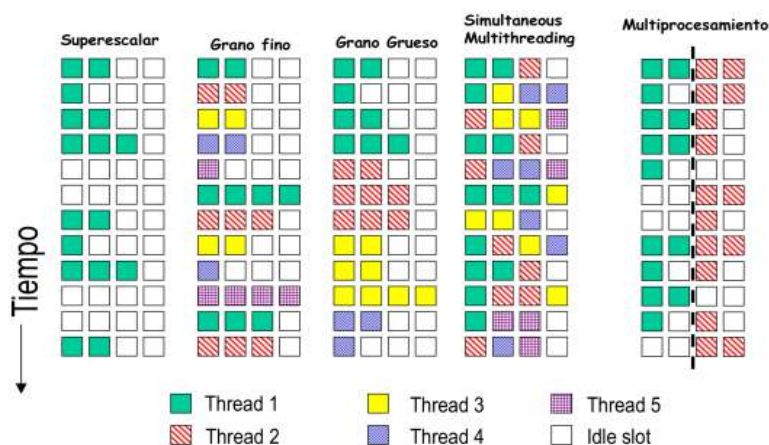 Superescalar
Grano fino
Grano Grueso
Simultaneous
Multithreading
Multiprocesamiento
Tiempo
Thread 1
Thread 3
Thread 5
Thread 2
Thread 4
Idle slot